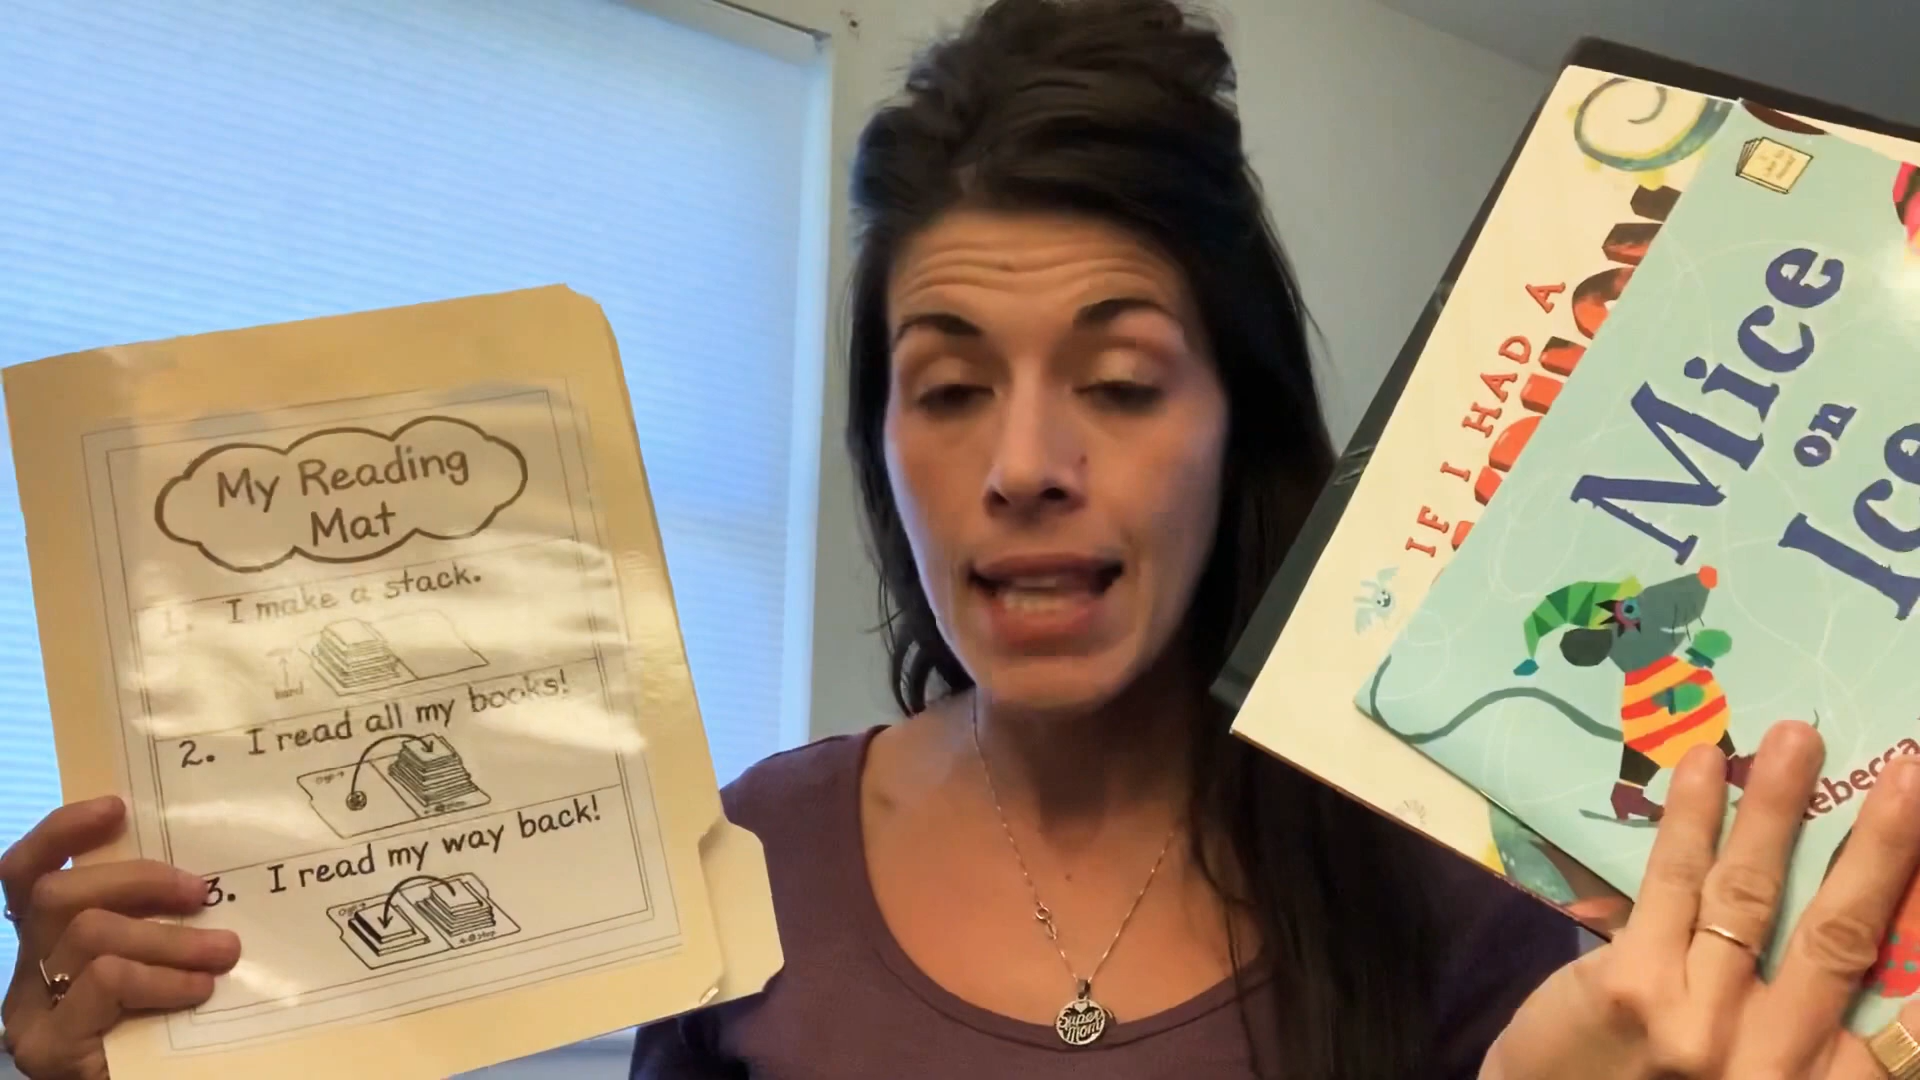 My Reading
Mat
1. I make a stack.
hard
2. I read all my books!
3. I read my way back!
IF I HAD A
Mice
on
Ice
Super
Mom